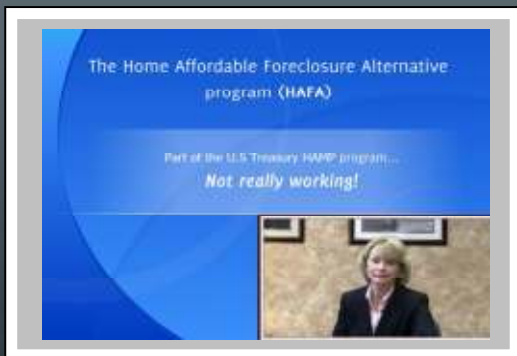 The Home Affordable Foreclosure Alternative
program (HAFA)
Part of the U.S Treasury HAMP program...
Not really working!